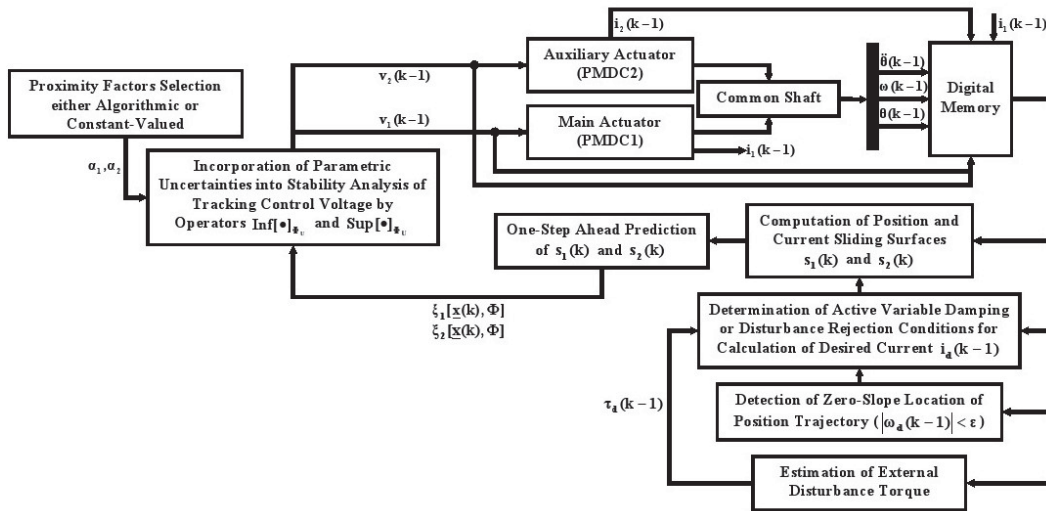 i₂(k−1)
i₁(k−1)
Proximity Factors Selection
either Algorithmic or
Constant-Valued
v₂(k−1)
Auxiliary Actuator
(PMDC2)
Common Shaft
θ̈(k−1)
ω(k−1)
θ(k−1)
Digital
Memory
v₁(k−1)
Main Actuator
(PMDC1)
i₁(k−1)
α₁,α₂
Incorporation of Parametric
Uncertainties into Stability Analysis of
Tracking Control Voltage by
Operators Inf[•]_Φᵤ and Sup[•]_Φᵤ
One-Step Ahead Prediction
of s₁(k) and s₂(k)
Computation of Position and
Current Sliding Surfaces
s₁(k) and s₂(k)
ξ₁[x̲(k),Φ]
ξ₂[x̲(k),Φ]
Determination of Active Variable Damping
or Disturbance Rejection Conditions for
Calculation of Desired Current i_d(k−1)
τ_d(k−1)
Detection of Zero-Slope Location of
Position Trajectory (|ω_d(k−1)|<ε)
Estimation of External
Disturbance Torque